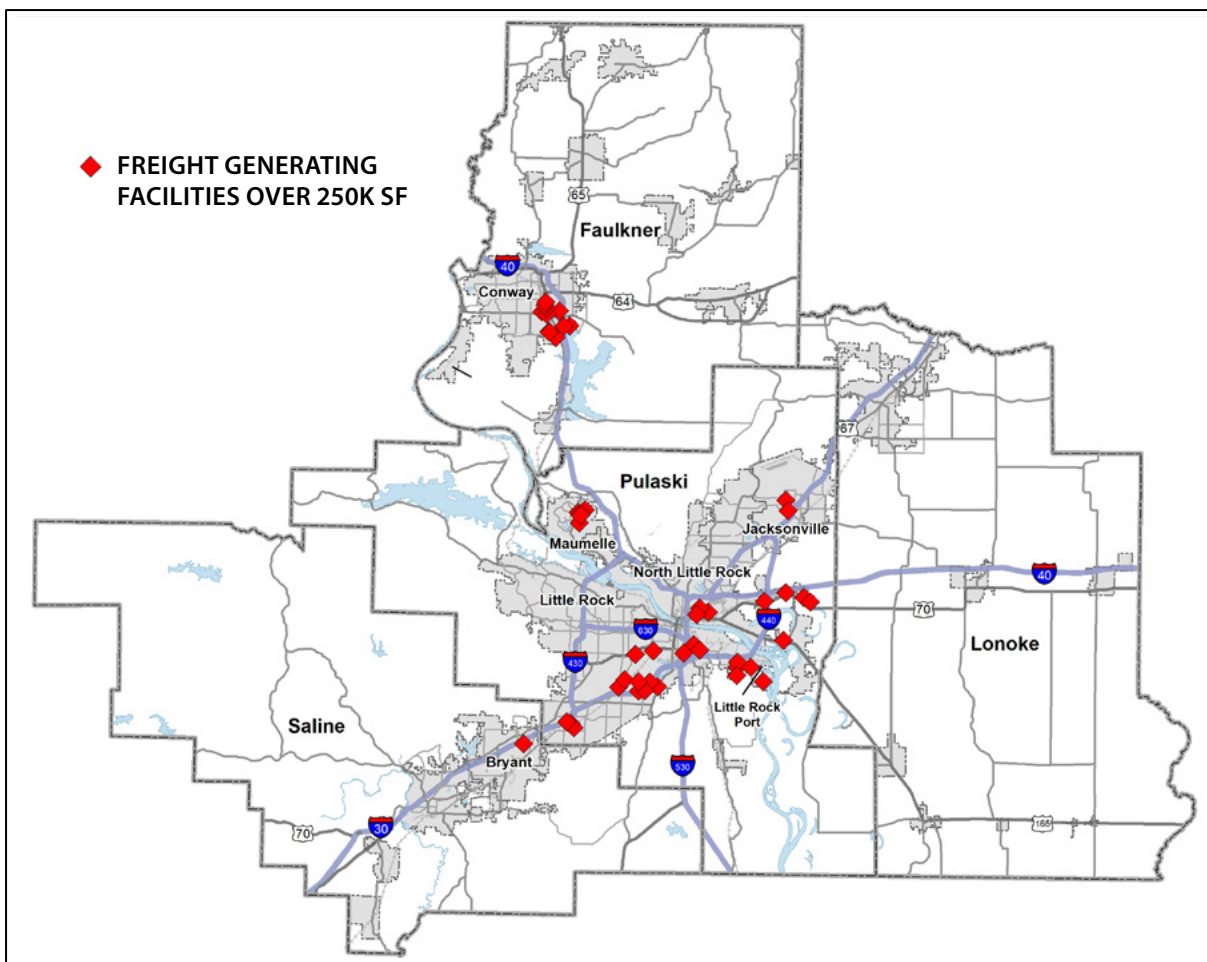 FREIGHT GENERATING
FACILITIES OVER 250K SF
65
Faulkner
40
Conway
64
67
Pulaski
Jacksonville
Maumelle
North Little Rock
40
Little Rock
70
440
630
Lonoke
430
Little Rock
Port
Saline
Bryant
530
165
70
30